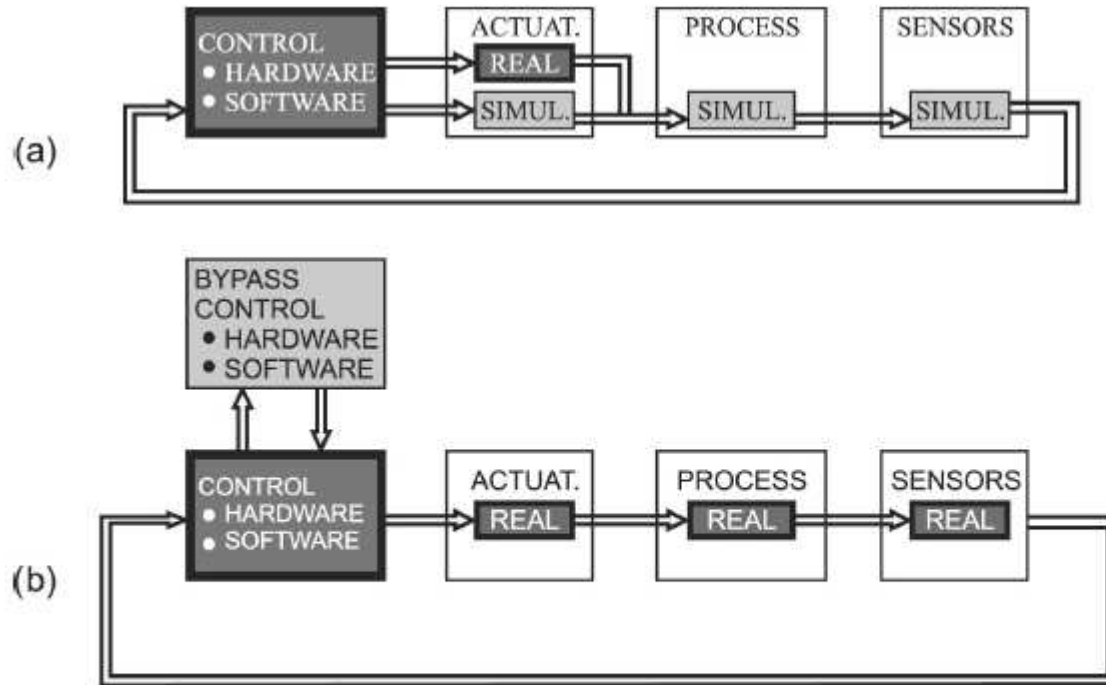 (a)
CONTROL
● HARDWARE
● SOFTWARE
ACTUAT.
REAL
SIMUL.
PROCESS
SIMUL.
SENSORS
SIMUL.
(b)
BYPASS
CONTROL
● HARDWARE
● SOFTWARE
CONTROL
● HARDWARE
● SOFTWARE
ACTUAT.
REAL
PROCESS
REAL
SENSORS
REAL